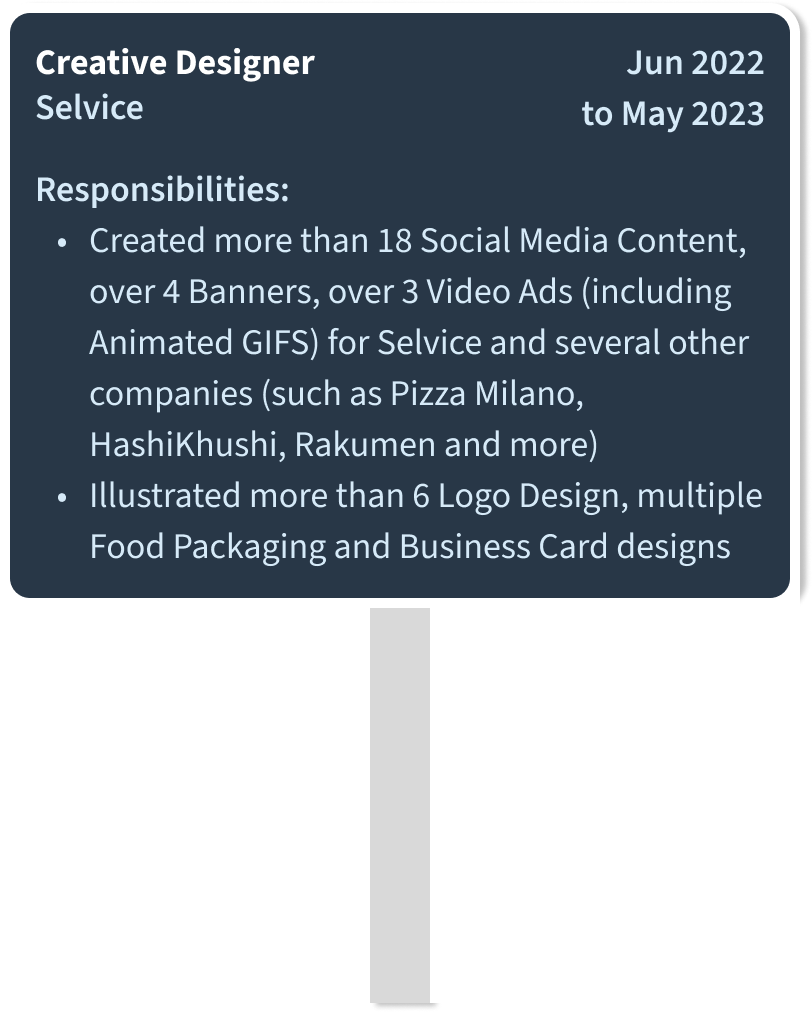 Creative Designer
Jun 2022
Selvice
to May 2023
Responsibilities:
• Created more than 18 Social Media Content,
over 4 Banners, over 3 Video Ads (including
Animated GIFS) for Selvice and several other
companies (such as Pizza Milano,
HashiKhushi, Rakumen and more)
• Illustrated more than 6 Logo Design, multiple
Food Packaging and Business Card designs